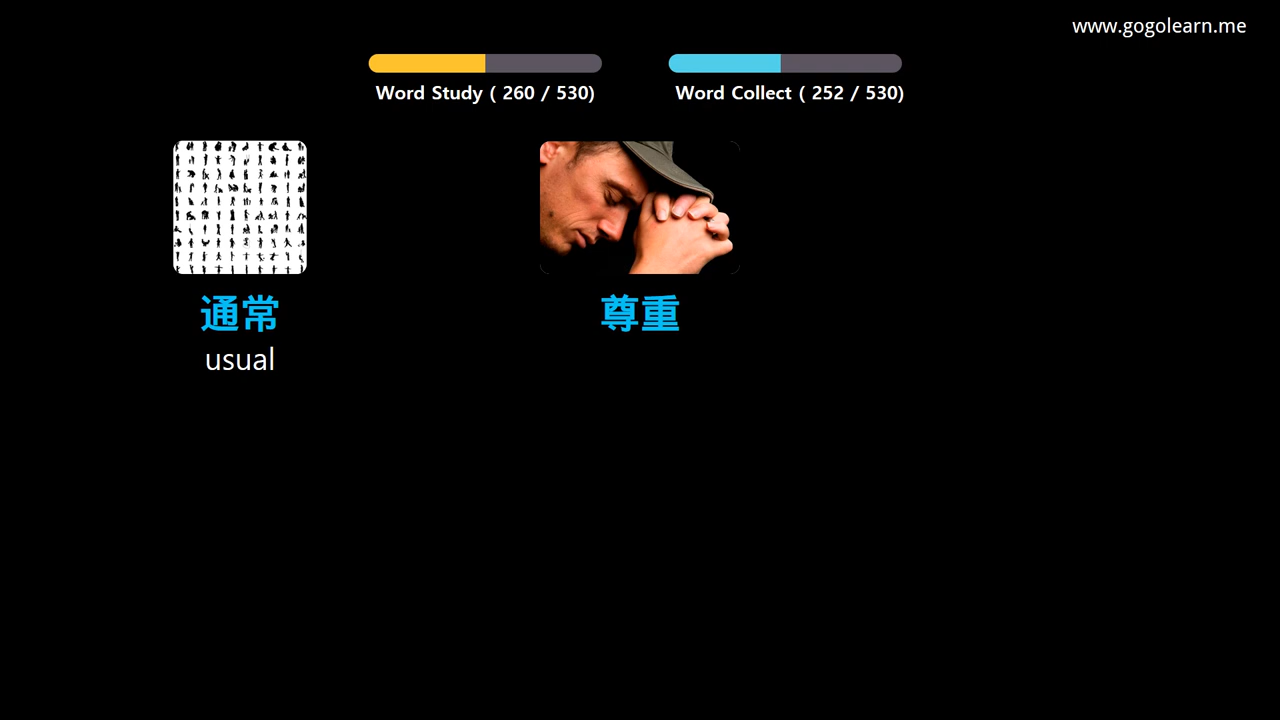 www.gogolearn.me
Word Study ( 260 / 530)
Word Collect ( 252 / 530)
通常
尊重
usual